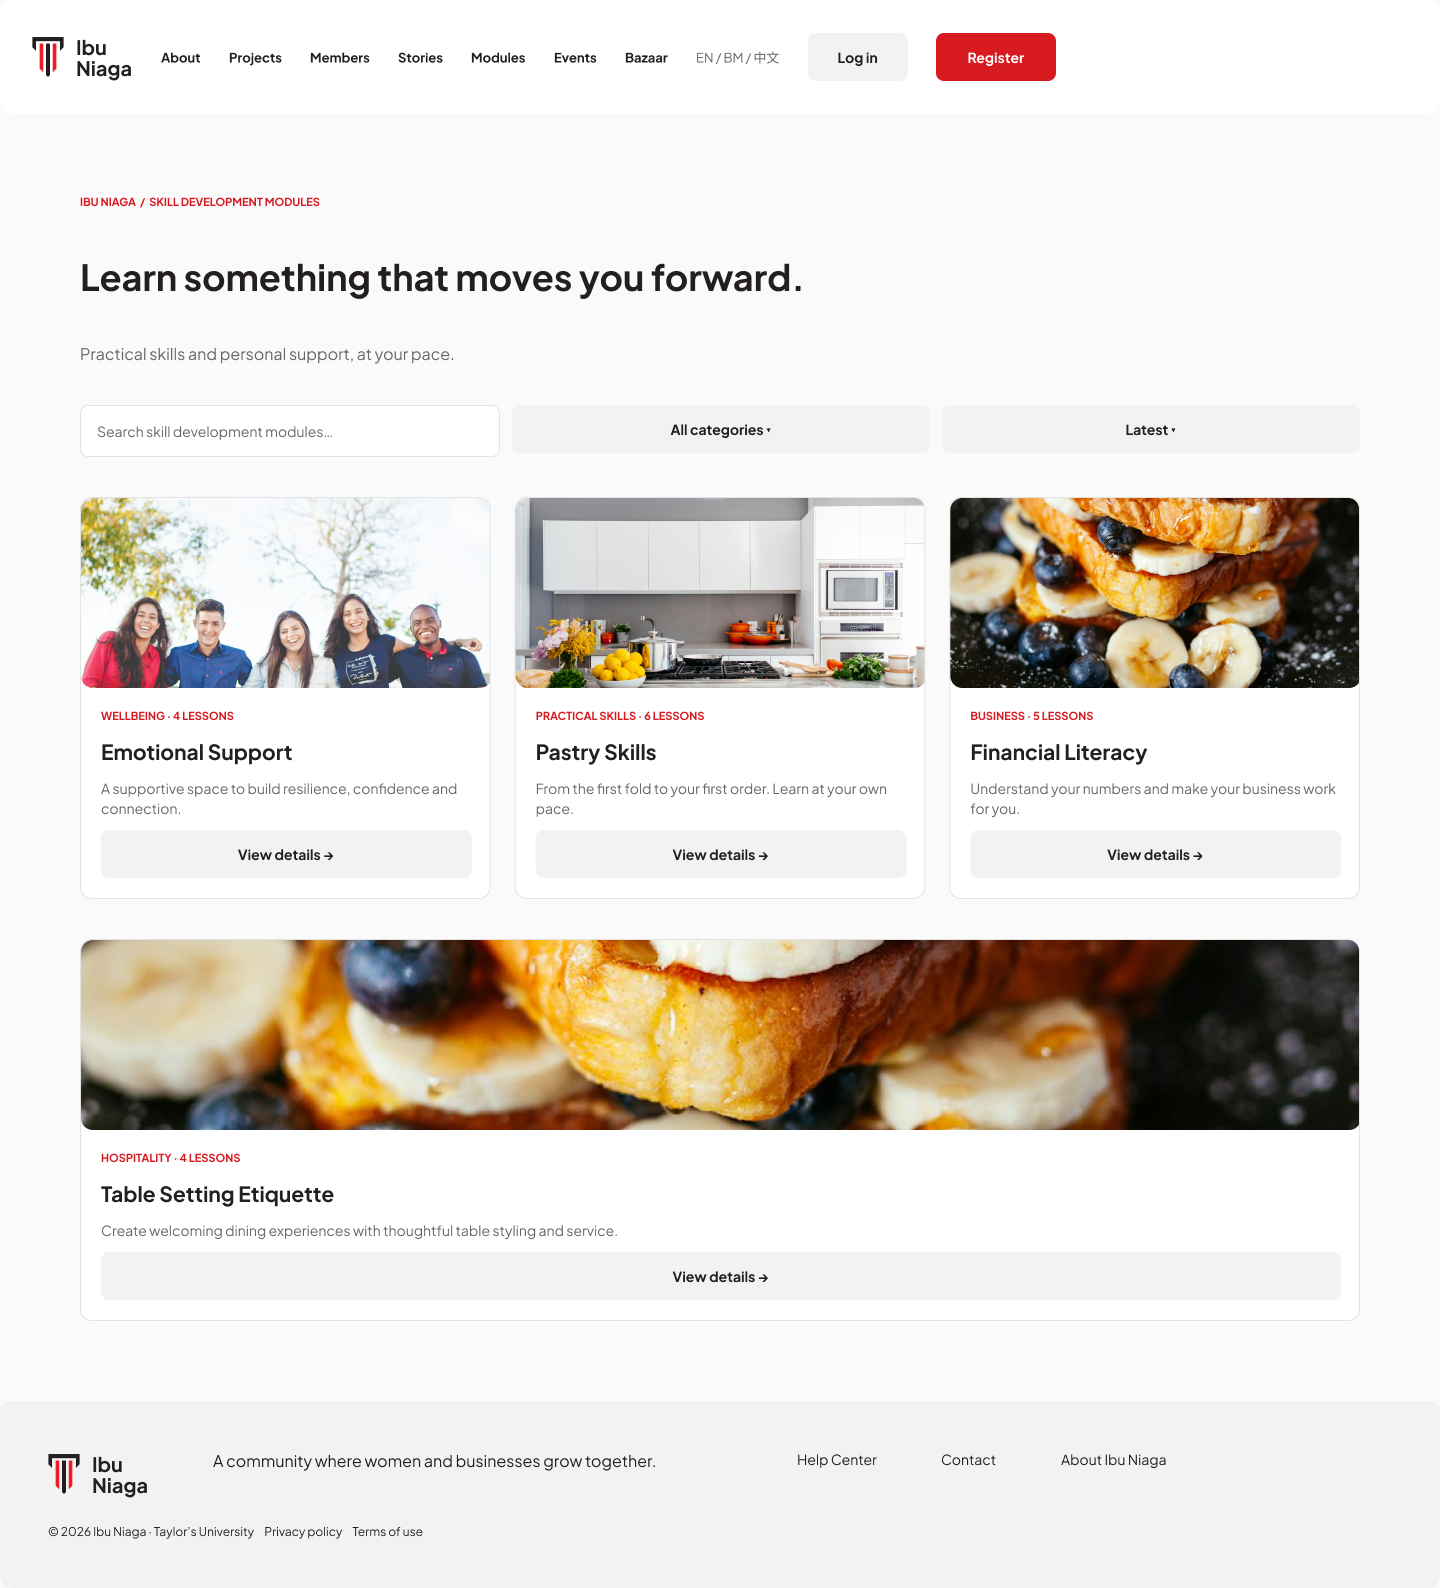 Ibu
Niaga
About Projects Members Stories Modules Events Bazaar EN / BM / 中文 Log in Register
IBU NIAGA / SKILL DEVELOPMENT MODULES
Learn something that moves you forward.
Practical skills and personal support, at your pace.
Search skill development modules...
All categories ▾
Latest ▾
WELLBEING · 4 LESSONS
Emotional Support
A supportive space to build resilience, confidence and
connection.
View details →
PRACTICAL SKILLS · 6 LESSONS
Pastry Skills
From the first fold to your first order. Learn at your own
pace.
View details →
BUSINESS · 5 LESSONS
Financial Literacy
Understand your numbers and make your business work
for you.
View details →
HOSPITALITY · 4 LESSONS
Table Setting Etiquette
Create welcoming dining experiences with thoughtful table styling and service.
View details →
Ibu
Niaga
A community where women and businesses grow together.
Help Center Contact About Ibu Niaga
© 2026 Ibu Niaga · Taylor's University Privacy policy Terms of use